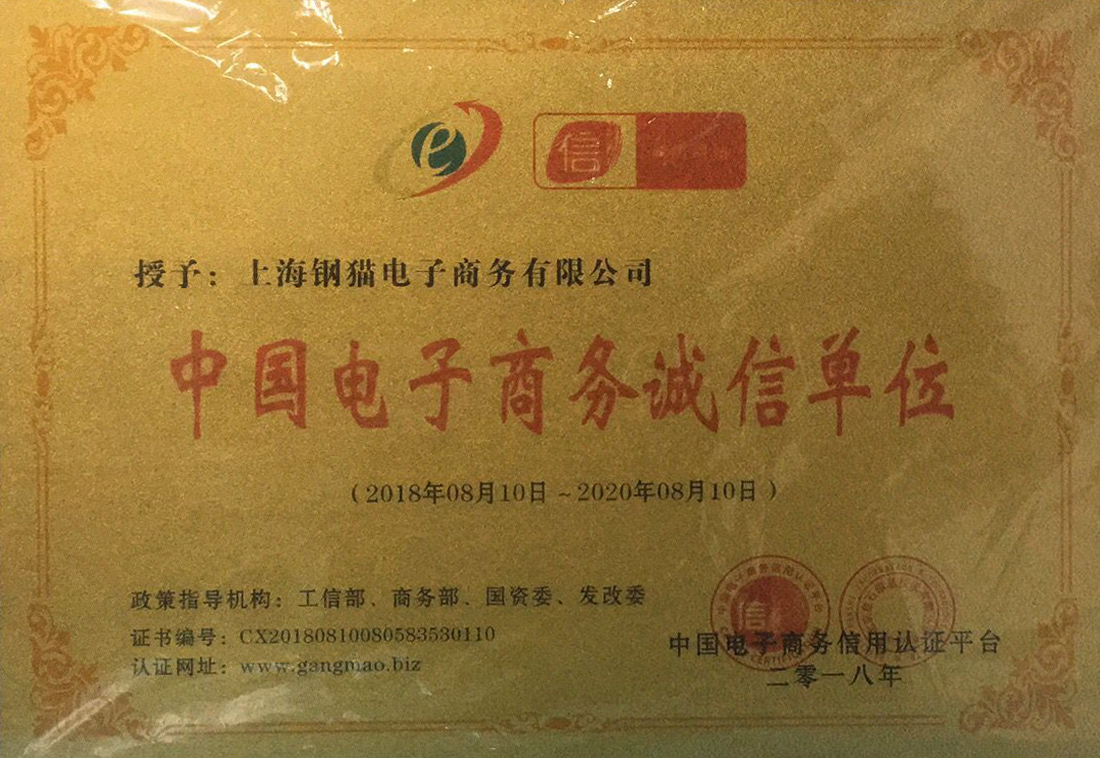 e
信
授予：上海钢猫电子商务有限公司
中国电子商务诚信单位
（2018年08月10日~2020年08月10日）
政策指导机构：工信部、商务部、国资委、发改委
证书编号：CX20180810080583530110
认证网址：www.gangmao.biz
信
中国电子商务信用认证平台
二零一八年